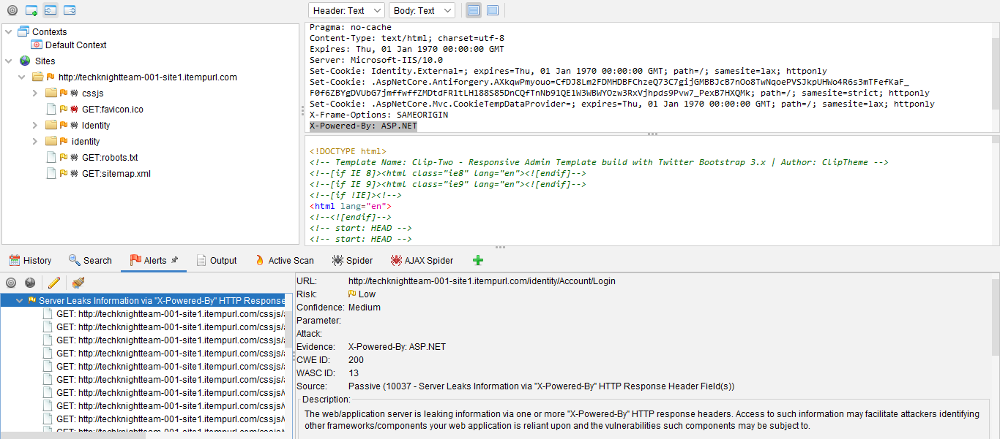 Header: Text
Body: Text
Contexts
Default Context
Sites
http://techknightteam-001-site1.itempurl.com
cssjs
GET:favicon.ico
Identity
identity
GET:robots.txt
GET:sitemap.xml
Pragma: no-cache
Content-Type: text/html; charset=utf-8
Expires: Thu, 01 Jan 1970 00:00:00 GMT
Server: Microsoft-IIS/10.0
Set-Cookie: Identity.External=; expires=Thu, 01 Jan 1970 00:00:00 GMT; path=/; samesite=lax; httponly
Set-Cookie: .AspNetCore.Antiforgery.AXkqwPmyouo=CfDJ8Lm2FDMHDBFChzeQ73C7gijGMBBJcB7nOo8TwNqoePVSJkpUHWo4R6s3mTFefKaF_
F0f6ZBYgDVUbG7jmffwffZMDtdFR1tLH188S85DnCQfTnNb91QE1W3WBWYOzw3RxVjhpds9Pvw7_PexB7HXQMk; path=/; samesite=strict; httponly
Set-Cookie: .AspNetCore.Mvc.CookieTempDataProvider=; expires=Thu, 01 Jan 1970 00:00:00 GMT; path=/; samesite=lax; httponly
X-Frame-Options: SAMEORIGIN
X-Powered-By: ASP.NET
<!DOCTYPE html>
<!-- Template Name: Clip-Two - Responsive Admin Template build with Twitter Bootstrap 3.x | Author: ClipTheme -->
<!--[if IE 8]><html class="ie8" lang="en"><![endif]-->
<!--[if IE 9]><html class="ie9" lang="en"><![endif]-->
<!--[if !IE]><!-->
<html lang="en">
<!--<![endif]-->
<!-- start: HEAD -->
<!-- start: HEAD -->
History
Search
Alerts
Output
Active Scan
Spider
AJAX Spider
Server Leaks Information via "X-Powered-By" HTTP Response
GET: http://techknightteam-001-site1.itempurl.com/cssjs/
GET: http://techknightteam-001-site1.itempurl.com/cssjs/
GET: http://techknightteam-001-site1.itempurl.com/cssjs/
GET: http://techknightteam-001-site1.itempurl.com/cssjs/
GET: http://techknightteam-001-site1.itempurl.com/cssjs/
GET: http://techknightteam-001-site1.itempurl.com/cssjs/
GET: http://techknightteam-001-site1.itempurl.com/cssjs/
GET: http://techknightteam-001-site1.itempurl.com/cssjs/
GET: http://techknightteam-001-site1.itempurl.com/cssjs/
GET: http://techknightteam-001-site1.itempurl.com/cssjs/
URL: http://techknightteam-001-site1.itempurl.com/identity/Account/Login
Risk: Low
Confidence: Medium
Parameter:
Attack:
Evidence: X-Powered-By: ASP.NET
CWE ID: 200
WASC ID: 13
Source: Passive (10037 - Server Leaks Information via "X-Powered-By" HTTP Response Header Field(s))
Description:
The web/application server is leaking information via one or more "X-Powered-By" HTTP response headers. Access to such information may facilitate attackers identifying
other frameworks/components your web application is reliant upon and the vulnerabilities such components may be subject to.